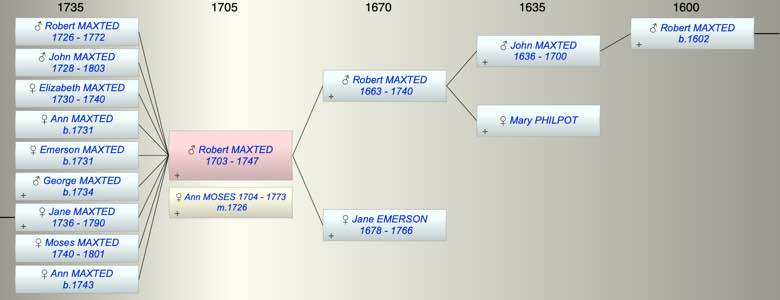 1735 1705 1670 1635 1600
♂ Robert MAXTED
1726 - 1772
♂ John MAXTED
1728 - 1803
♀ Elizabeth MAXTED
1730 - 1740
♀ Ann MAXTED
b.1731
♀ Emerson MAXTED
b.1731
♂ George MAXTED
b.1734
+
♀ Jane MAXTED
1736 - 1790
+
♀ Moses MAXTED
1740 - 1801
♀ Ann MAXTED
b.1743
♂ Robert MAXTED
1703 - 1747
+
♀ Ann MOSES 1704 - 1773
m.1726
+
♂ Robert MAXTED
1663 - 1740
+
♀ Jane EMERSON
1678 - 1766
+
♂ John MAXTED
1636 - 1700
+
♀ Mary PHILPOT
+
♂ Robert MAXTED
b.1602
+